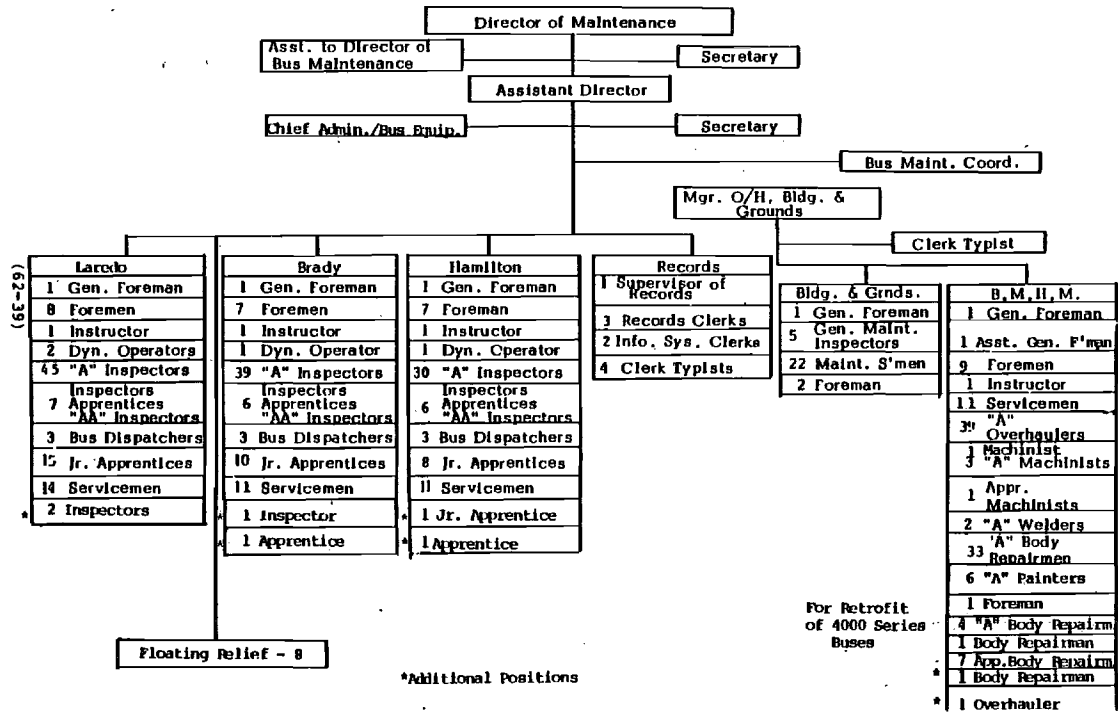 Director of Maintenance
Asst. to Director of
Bus Maintenance
Secretary
Assistant Director
Chief Admin./Bus Equip.
Secretary
Bus Maint. Coord.
Mgr. O/H, Bldg. &
Grounds
Clerk Typist
(62-39)
Laredo
1 Gen. Foreman
8 Foremen
1 Instructor
2 Dyn. Operators
45 "A" Inspectors
Inspectors
7 Apprentices
"AA" Inspectors
3 Bus Dispatchers
15 Jr. Apprentices
14 Servicemen
* 2 Inspectors
Brady
1 Gen. Foreman
7 Foremen
1 Instructor
1 Dyn. Operator
39 "A" Inspectors
Inspectors
6 Apprentices
"AA" Inspectors
3 Bus Dispatchers
10 Jr. Apprentices
11 Servicemen
* 1 Inspector
* 1 Apprentice
Hamilton
1 Gen. Foreman
7 Foreman
1 Instructor
1 Dyn. Operator
30 "A" Inspectors
Inspectors
6 Apprentices
"AA" Inspectors
3 Bus Dispatchers
8 Jr. Apprentices
11 Servicemen
* 1 Jr. Apprentice
* 1 Apprentice
Records
1 Supervisor of
Records
3 Records Clerks
2 Info. Sys. Clerks
4 Clerk Typists
Bldg. & Grnds.
1 Gen. Foreman
5 Gen. Maint.
Inspectors
22 Maint. S'men
2 Foreman
B.M.H.M.
1 Gen. Foreman
1 Asst. Gen. F'man
9 Foremen
1 Instructor
11 Servicemen
"A"
Overhaulers
1 Machinist
3 "A" Machinists
1 Appr.
Machinists
2 "A" Welders
33 "A" Body
Repairmen
6 "A" Painters
1 Foreman
4 "A" Body Repairm
1 Body Repairman
7 App.Body Repairm
* 1 Body Repairman
* 1 Overhauler
For Retrofit
of 4000 Series
Buses
Floating Relief - 8
*Additional Positions